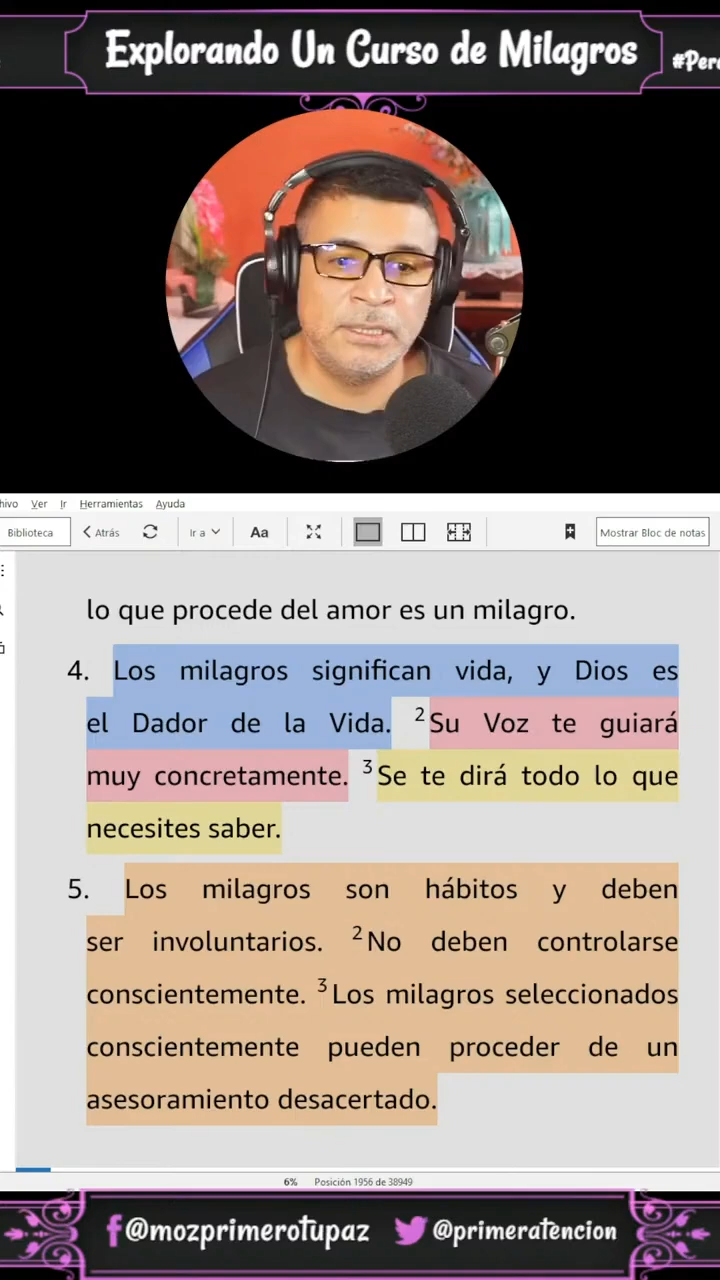 Explorando Un Curso de Milagros
Ver Ir Herramientas Ayuda
Biblioteca Atrás Ir a Aa Mostrar Bloc de notas
lo que procede del amor es un milagro.
4. Los milagros significan vida, y Dios es
el Dador de la Vida. ²Su Voz te guiará
muy concretamente. ³Se te dirá todo lo que
necesites saber.
5. Los milagros son hábitos y deben
ser involuntarios. ²No deben controlarse
conscientemente. ³Los milagros seleccionados
conscientemente pueden proceder de un
asesoramiento desacertado.
6% Posición 1956 de 38949
@mozprimerotupaz @primeratencion